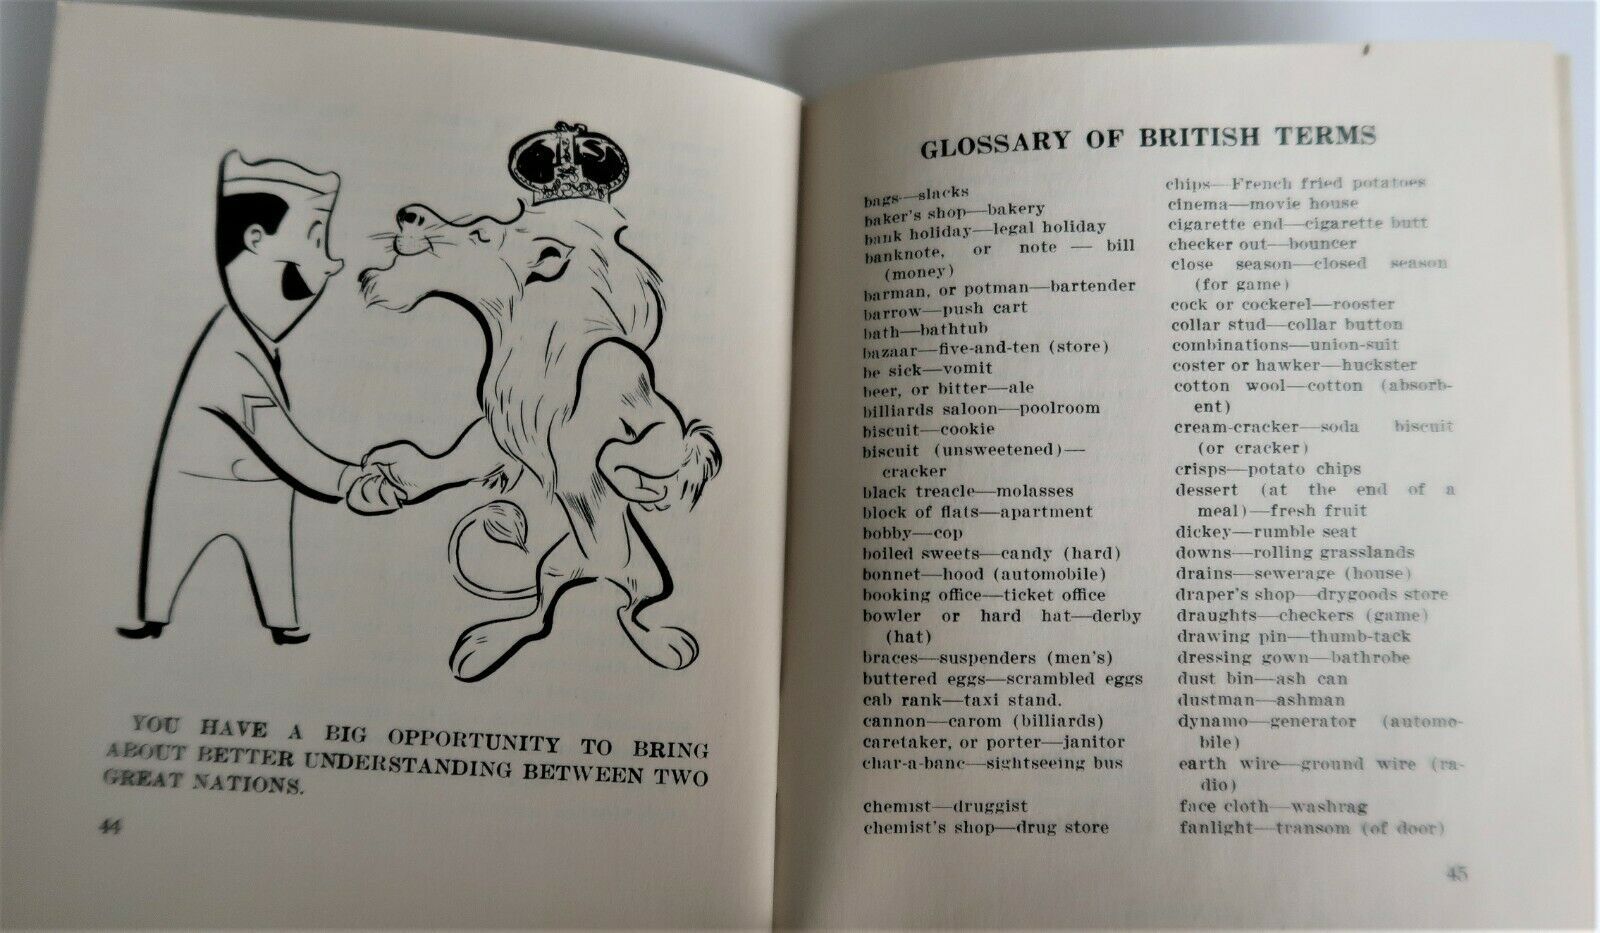 YOU HAVE A BIG OPPORTUNITY TO BRING
ABOUT BETTER UNDERSTANDING BETWEEN TWO
GREAT NATIONS.
44
GLOSSARY OF BRITISH TERMS
bags—slacks
baker's shop—bakery
bank holiday—legal holiday
banknote, or note — bill
(money)
barman, or potman—bartender
barrow—push cart
bath—bathtub
bazaar—five-and-ten (store)
be sick—vomit
beer, or bitter—ale
billiards saloon—poolroom
biscuit—cookie
biscuit (unsweetened)—
cracker
black treacle—molasses
block of flats—apartment
bobby—cop
boiled sweets—candy (hard)
bonnet—hood (automobile)
booking office—ticket office
bowler or hard hat—derby
(hat)
braces—suspenders (men's)
buttered eggs—scrambled eggs
cab rank—taxi stand.
cannon—carom (billiards)
caretaker, or porter—janitor
char-a-banc—sightseeing bus
chemist—druggist
chemist's shop—drug store
chips—French fried potatoes
cinema—movie house
cigarette end—cigarette butt
checker out—bouncer
close season—closed season
(for game)
cock or cockerel—rooster
collar stud—collar button
combinations—union-suit
coster or hawker—huckster
cotton wool—cotton (absorb-
ent)
cream-cracker—soda biscuit
(or cracker)
crisps—potato chips
dessert (at the end of a
meal)—fresh fruit
dickey—rumble seat
downs—rolling grasslands
drains—sewerage (house)
draper's shop—drygoods store
draughts—checkers (game)
drawing pin—thumb-tack
dressing gown—bathrobe
dust bin—ash can
dustman—ashman
dynamo—generator (automo-
bile)
earth wire—ground wire (ra-
dio)
face cloth—washrag
fanlight—transom (of door)
45